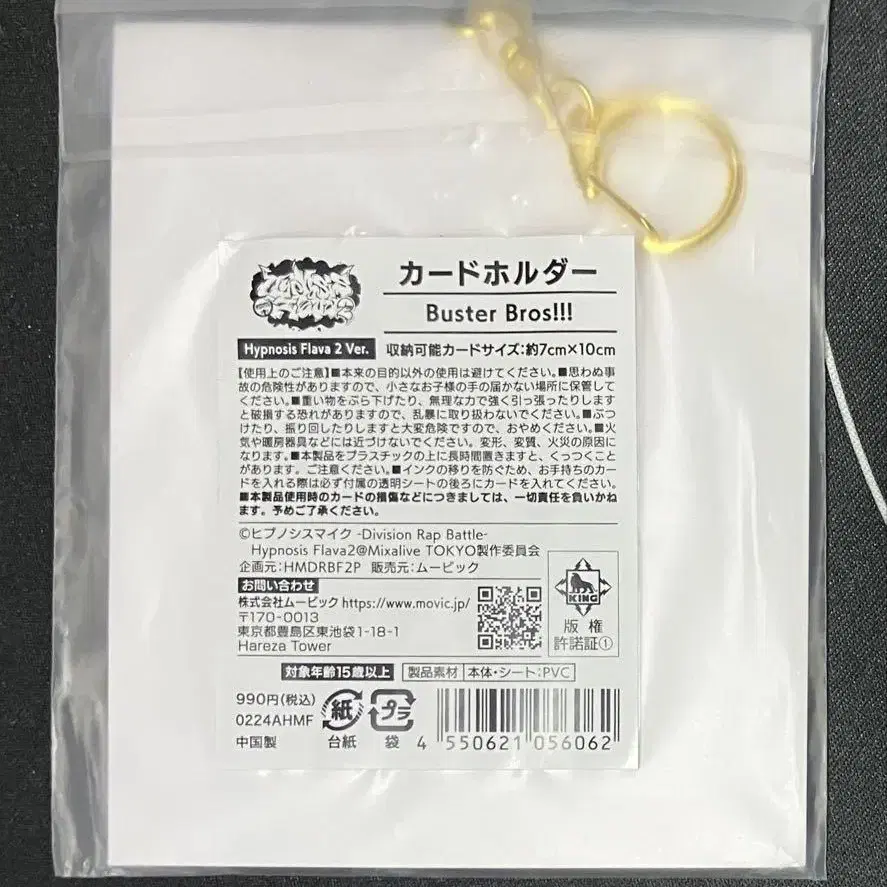 カードホルダー
Buster Bros!!!
Hypnosis Flava 2 Ver.
収納可能カードサイズ：約7cm×10cm
【使用上のご注意】■本来の目的以外の使用は避けてください。■思わぬ事
故の危険性がありますので、小さなお子様の手の届かない場所に保管して
ください。■重い物をぶら下げたり、無理な力で強く引っ張ったりします
と破損する恐れがありますので、乱暴に取り扱わないでください。■ぶつ
けたり、振り回したりしますと大変危険ですので、おやめください。■火
気や暖房器具などには近づけないでください。変形、変質、火災の原因に
なります。■本製品をプラスチックの上に長時間置きますと、くっつくこと
があります。ご注意ください。■インクの移りを防ぐため、お手持ちのカー
ドを入れる際は必ず付属の透明シートの後ろにカードを入れてください。
■本製品使用時のカードの損傷などにつきましては、一切責任を負いかね
ます。予めご了承ください。
©ヒプノシスマイク -Division Rap Battle-
Hypnosis Flava2@Mixalive TOKYO製作委員会
企画元：HMDRBF2P 販売元：ムービック
お問い合わせ
株式会社ムービック https://www.movic.jp/
〒170-0013
東京都豊島区東池袋1-18-1
Hareza Tower
KING
版権
許諾証①
対象年齢15歳以上
製品素材 本体・シート：PVC
990円(税込)
0224AHMF
中国製
紙
台紙
プラ
袋
4 550621 056062